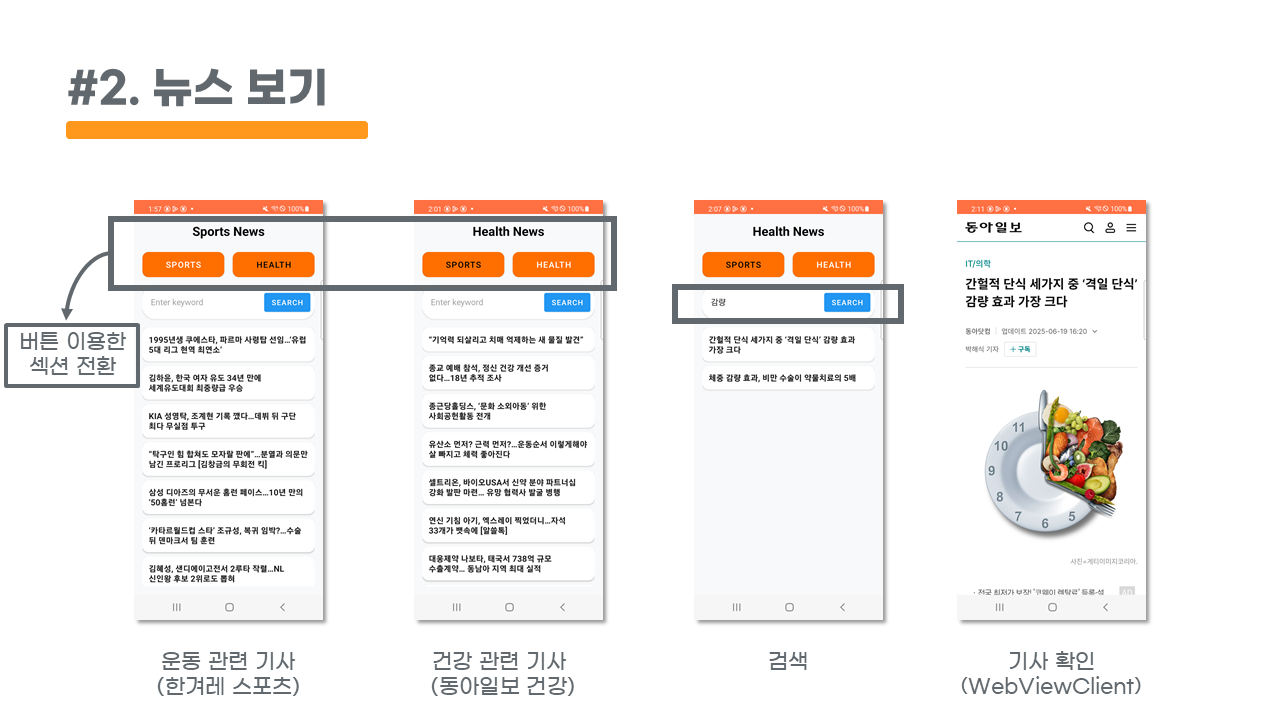 #2. 뉴스 보기
버튼 이용한
섹션 전환
1:57
100%
Sports News
SPORTS
HEALTH
Enter keyword
SEARCH
1995년생 쿠에스타, 파르마 사령탑 선임…‘유럽
5대 리그 현역 최연소’
김하윤, 한국 여자 유도 34년 만에
세계유도대회 최중량급 우승
KIA 성영탁, 조계현 기록 깼다…데뷔 뒤 구단
최다 무실점 투구
“탁구인 힘 합쳐도 모자랄 판에”…분열과 의문만
남긴 프로리그 [김창금의 무회전 킥]
삼성 디아즈의 무서운 홈런 페이스…10년 만의
‘50홈런’ 넘본다
‘카타르월드컵 스타’ 조규성, 복귀 임박?…수술
뒤 덴마크서 팀 훈련
김혜성, 샌디에이고전서 2루타 작렬…NL
신인왕 후보 2위로도 뽑혀
운동 관련 기사
(한겨레 스포츠)
2:01
100%
Health News
SPORTS
HEALTH
Enter keyword
SEARCH
“기억력 되살리고 치매 억제하는 새 물질 발견”
종교 예배 참석, 정신 건강 개선 증거
없다…18년 추적 조사
종근당홀딩스, ‘문화 소외아동’ 위한
사회공헌활동 전개
유산소 먼저? 근력 먼저?…운동순서 이렇게해야
살 빠지고 체력 좋아진다
셀트리온, 바이오USA서 신약 분야 파트너십
강화 발판 마련… 유망 협력사 발굴 병행
연신 기침 아기, 엑스레이 찍었더니…자석
33개가 뱃속에 [알쓸톡]
대웅제약 나보타, 태국서 738억 규모
수출계약… 동남아 지역 최대 실적
건강 관련 기사
(동아일보 건강)
2:07
100%
Health News
SPORTS
HEALTH
감량
SEARCH
간헐적 단식 세가지 중 ‘격일 단식’ 감량 효과
가장 크다
체중 감량 효과, 비만 수술이 약물치료의 5배
검색
2:11
100%
동아일보
IT/의학
간헐적 단식 세가지 중 ‘격일 단식’
감량 효과 가장 크다
동아닷컴 업데이트 2025-06-19 16:20
박해식 기자 +구독
11
10
9
8
7
6
5
사진=게티이미지코리아.
· 전국 최저가 보장! '코웨이 렌탈료' 등록·설
AD
기사 확인
(WebViewClient)